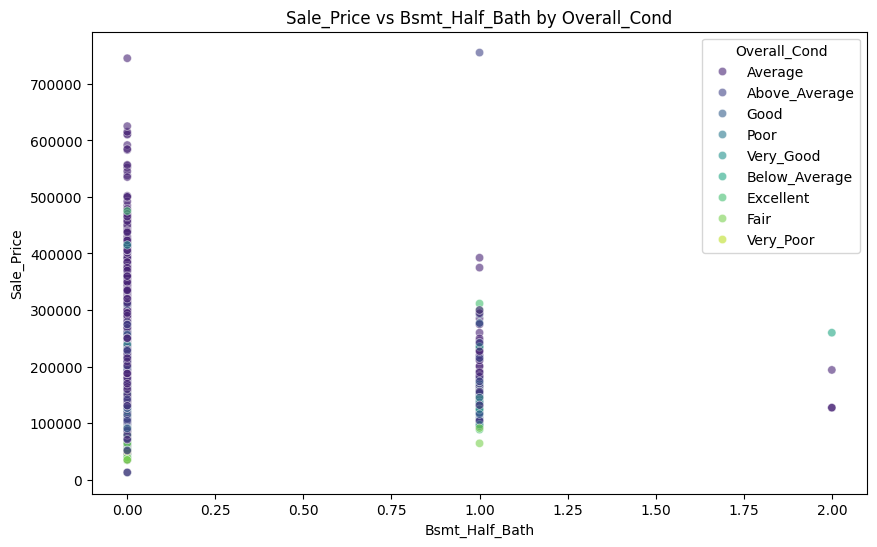 Sale_Price vs Bsmt_Half_Bath by Overall_Cond
Overall_Cond
Average
Above_Average
Good
Poor
Very_Good
Below_Average
Excellent
Fair
Very_Poor
Sale_Price
700000
600000
500000
400000
300000
200000
100000
0
0.00 0.25 0.50 0.75 1.00 1.25 1.50 1.75 2.00
Bsmt_Half_Bath